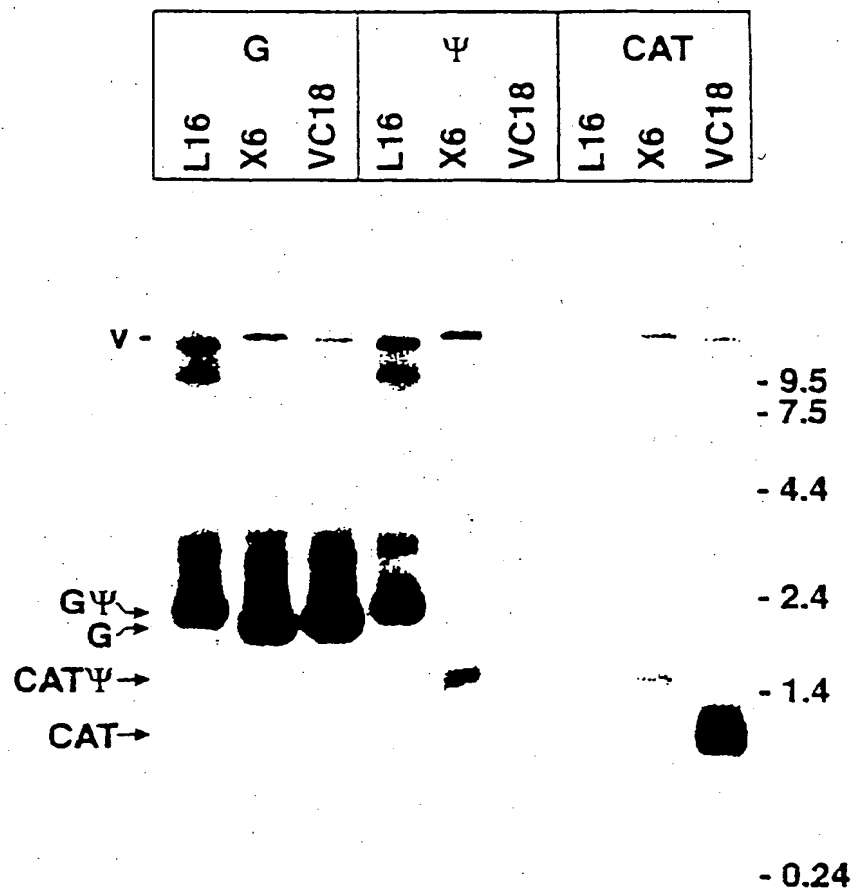 G Ψ CAT
L16 X6 VC18 L16 X6 VC18 L16 X6 VC18
v -
- 9.5
- 7.5
- 4.4
- 2.4
GΨ
G
CATΨ
- 1.4
CAT
- 0.24